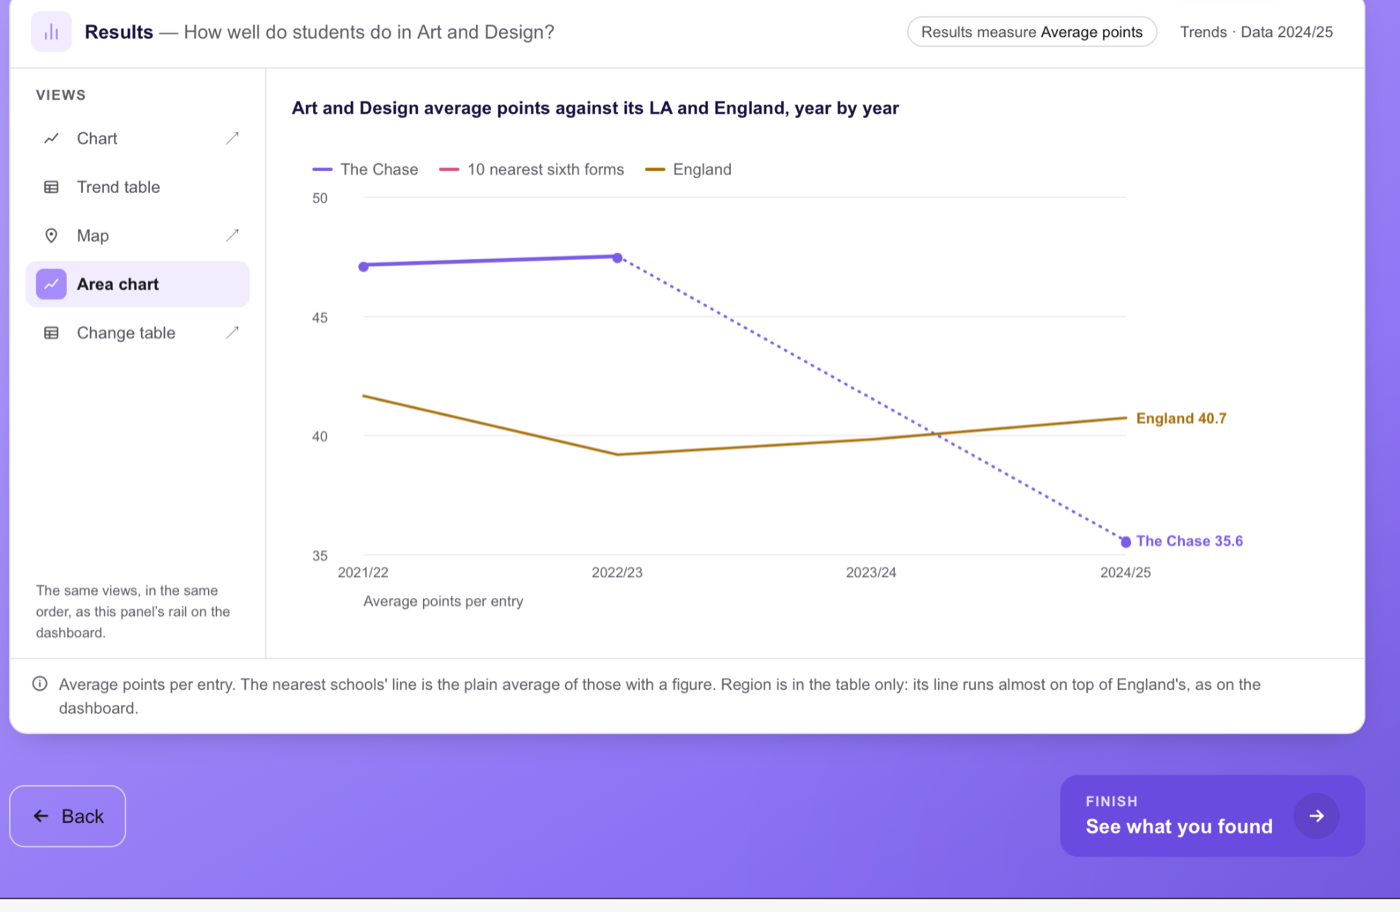 Results — How well do students do in Art and Design?
Results measure Average points
Trends · Data 2024/25
VIEWS
Chart
Trend table
Map
Area chart
Change table
The same views, in the same
order, as this panel's rail on the
dashboard.
Art and Design average points against its LA and England, year by year
The Chase
10 nearest sixth forms
England
50
45
40
35
England 40.7
The Chase 35.6
2021/22
2022/23
2023/24
2024/25
Average points per entry
Average points per entry. The nearest schools' line is the plain average of those with a figure. Region is in the table only: its line runs almost on top of England's, as on the
dashboard.
Back
FINISH
See what you found